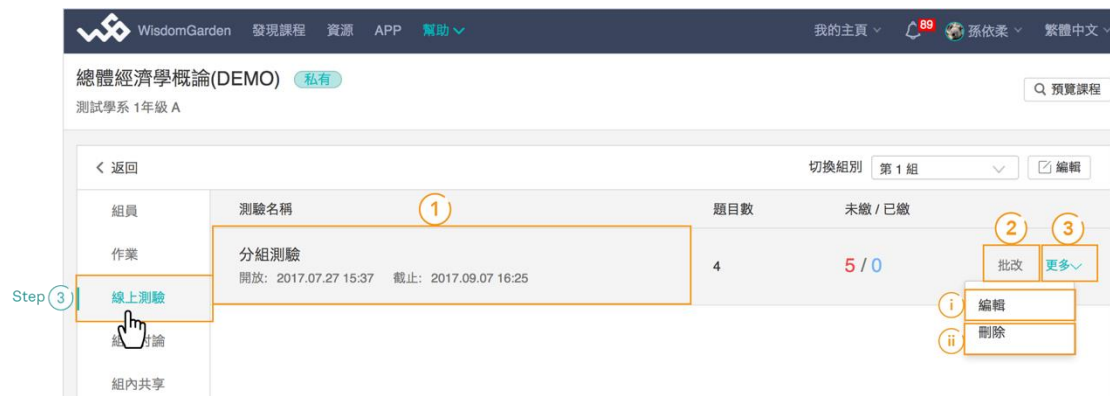 WisdomGarden 發現課程 資源 APP 幫助 我的主頁 89 孫依柔 繁體中文
總體經濟學概論(DEMO) 私有
預覽課程
測試學系 1年級 A
返回 切換組別 第 1 組 編輯
組員 測驗名稱 1 題目數 未繳 / 已繳
2 3
作業 分組測驗
4 5 / 0 批改 更多
開放: 2017.07.27 15:37 截止: 2017.09.07 16:25
Step 3 線上測驗
i 編輯
ii 刪除
討論
組內共享